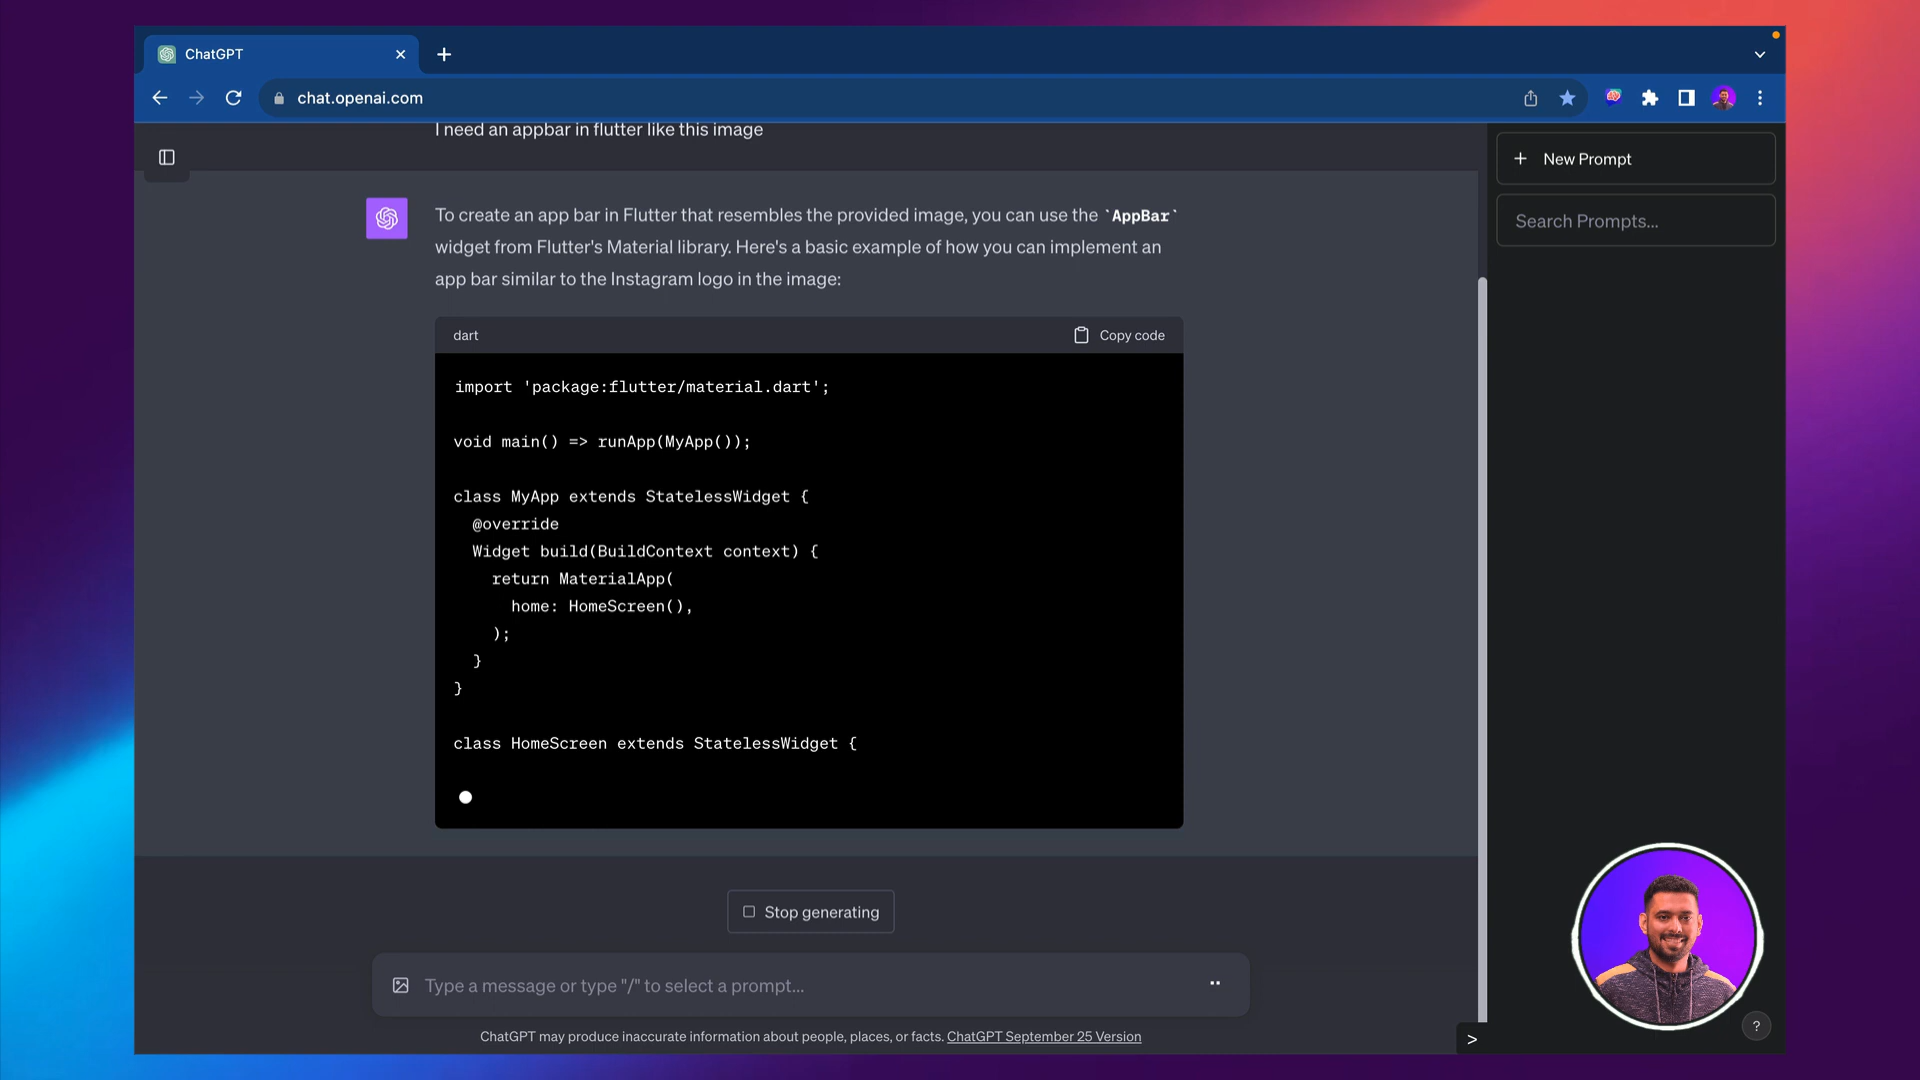 ChatGPT
chat.openai.com
I need an appbar in flutter like this image
New Prompt
Search Prompts...
To create an app bar in Flutter that resembles the provided image, you can use the `AppBar`
widget from Flutter's Material library. Here's a basic example of how you can implement an
app bar similar to the Instagram logo in the image:
dart
Copy code
import 'package:flutter/material.dart';
void main() => runApp(MyApp());
class MyApp extends StatelessWidget {
@override
Widget build(BuildContext context) {
return MaterialApp(
home: HomeScreen(),
);
}
}
class HomeScreen extends StatelessWidget {
Stop generating
Type a message or type "/" to select a prompt...
ChatGPT may produce inaccurate information about people, places, or facts. ChatGPT September 25 Version
>
?